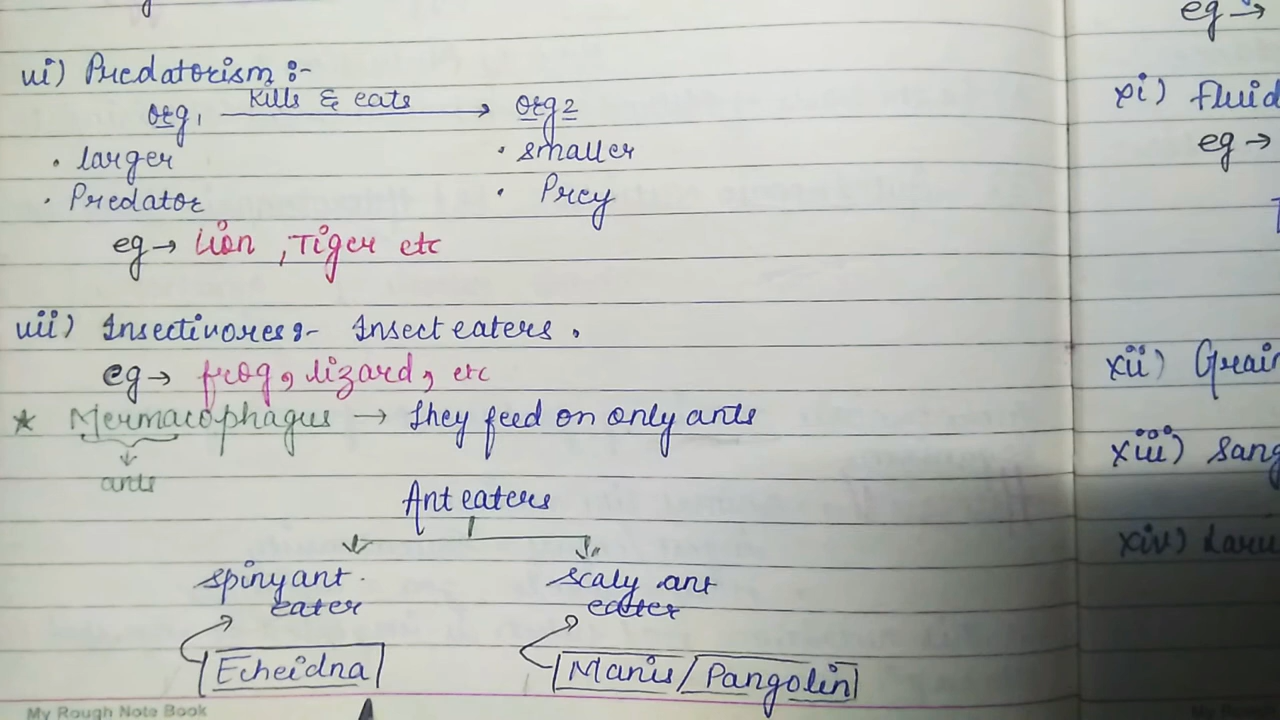 vi) Predatorism :-
org1 kills & eats → org2
• larger • smaller
• Predator • Prey
eg → Lion , Tiger etc
vii) Insectivores :- Insect eaters .
eg → frog, lizard, etc
* Mermacophagus → they feed on only ants
ants
Ant eaters
spiny ant eater
scaly ant eater
Echeidna
Manis / Pangolin
My Rough Note Book
eg →
xi) fluid
eg →
xii) Grain
xiii) Sang
xiv)